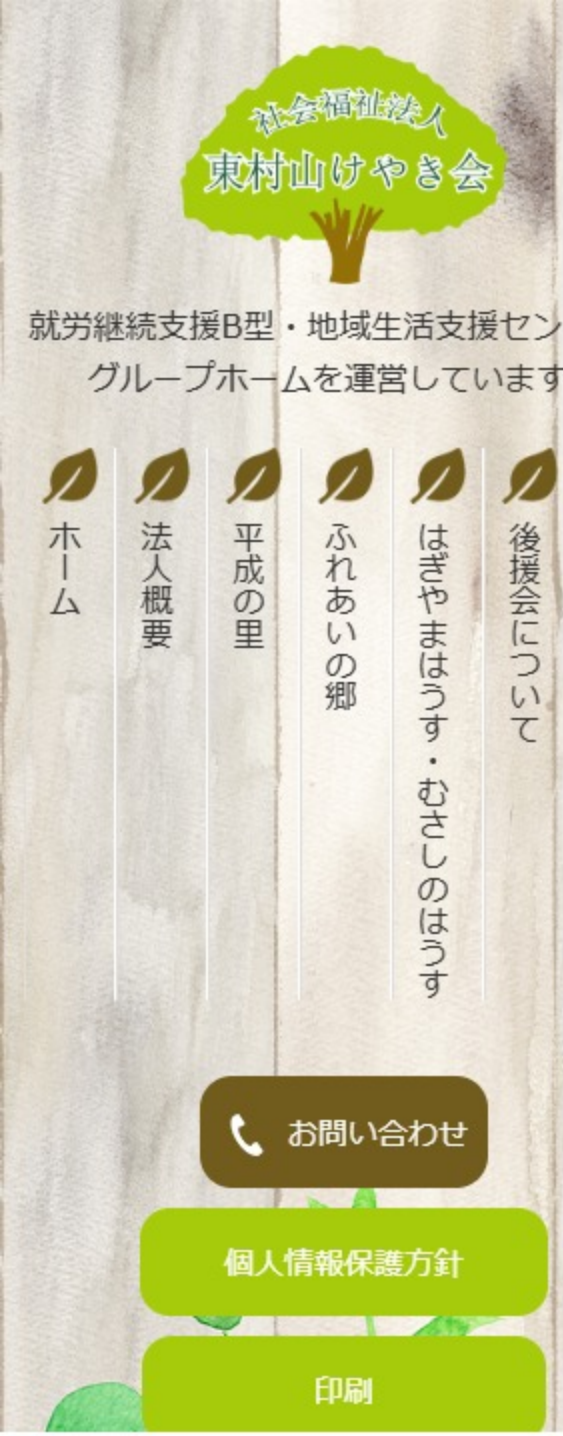 社会福祉法人
東村山けやき会
就労継続支援B型・地域生活支援セン
グループホームを運営しています
ホーム
法人概要
平成の里
ふれあいの郷
はぎやまはうす・むさしのはうす
後援会について
お問い合わせ
個人情報保護方針
印刷